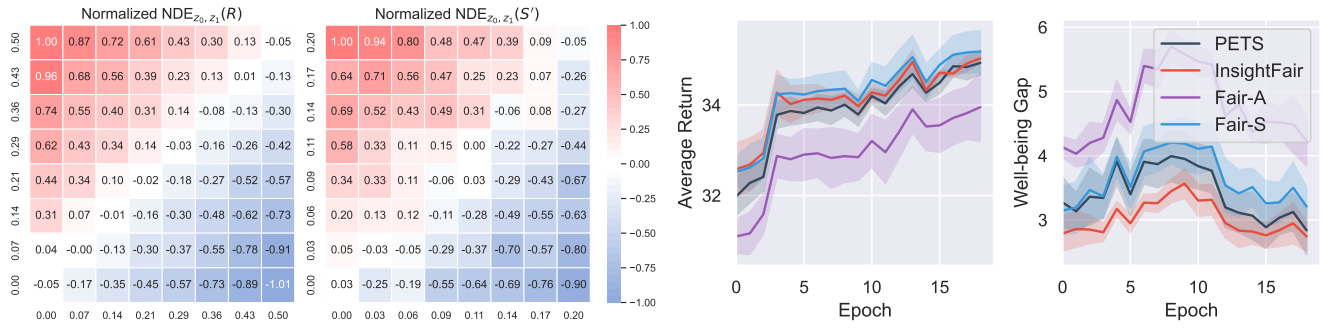 Normalized NDE_{z_0, z_1}(R)
0.50 1.00 0.87 0.72 0.61 0.43 0.30 0.13 -0.05
0.43 0.96 0.68 0.56 0.39 0.23 0.13 0.01 -0.13
0.36 0.74 0.55 0.40 0.31 0.14 -0.08 -0.13 -0.30
0.29 0.62 0.43 0.34 0.14 -0.03 -0.16 -0.26 -0.42
0.21 0.44 0.34 0.10 -0.02 -0.18 -0.27 -0.52 -0.57
0.14 0.31 0.07 -0.01 -0.16 -0.30 -0.48 -0.62 -0.73
0.07 0.04 -0.00 -0.13 -0.30 -0.37 -0.55 -0.78 -0.91
0.00 -0.05 -0.17 -0.35 -0.45 -0.57 -0.73 -0.89 -1.01
0.00 0.07 0.14 0.21 0.29 0.36 0.43 0.50
Normalized NDE_{z_0, z_1}(S')
0.20 1.00 0.94 0.80 0.48 0.47 0.39 0.09 -0.05
0.17 0.64 0.71 0.56 0.47 0.25 0.23 0.07 -0.26
0.14 0.69 0.52 0.43 0.49 0.31 -0.06 0.08 -0.27
0.11 0.58 0.33 0.11 0.15 0.00 -0.22 -0.27 -0.44
0.09 0.34 0.33 0.11 -0.06 0.03 -0.29 -0.43 -0.67
0.06 0.20 0.13 0.12 -0.11 -0.28 -0.49 -0.55 -0.63
0.03 0.05 -0.03 -0.05 -0.29 -0.37 -0.70 -0.57 -0.80
0.00 0.03 -0.25 -0.19 -0.55 -0.64 -0.69 -0.76 -0.90
0.00 0.03 0.06 0.09 0.11 0.14 0.17 0.20
1.00
0.75
0.50
0.25
0.00
−0.25
−0.50
−0.75
−1.00
Average Return
34
32
0 5 10 15
Epoch
Well-being Gap
6
5
4
3
PETS
InsightFair
Fair-A
Fair-S
0 5 10 15
Epoch